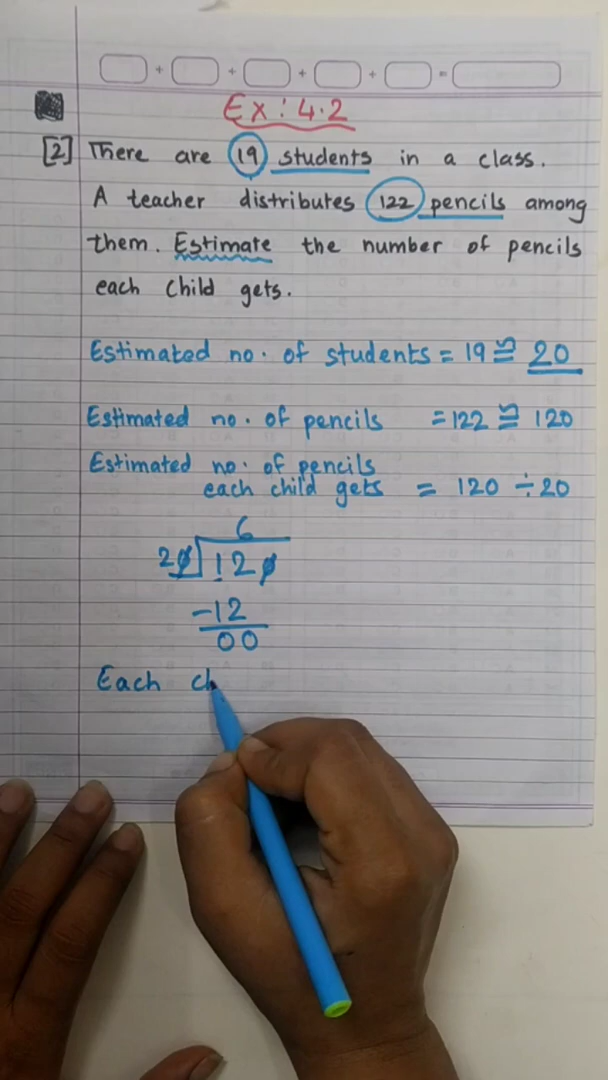 + + + + =
Ex: 4.2
[2] There are 19 students in a class.
A teacher distributes 122 pencils among
them. Estimate the number of pencils
each child gets.
Estimated no. of students = 19 ≌ 20
Estimated no. of pencils = 122 ≌ 120
Estimated no. of pencils
each child gets = 120 ÷ 20
6
20 120
-12
00
Each ch